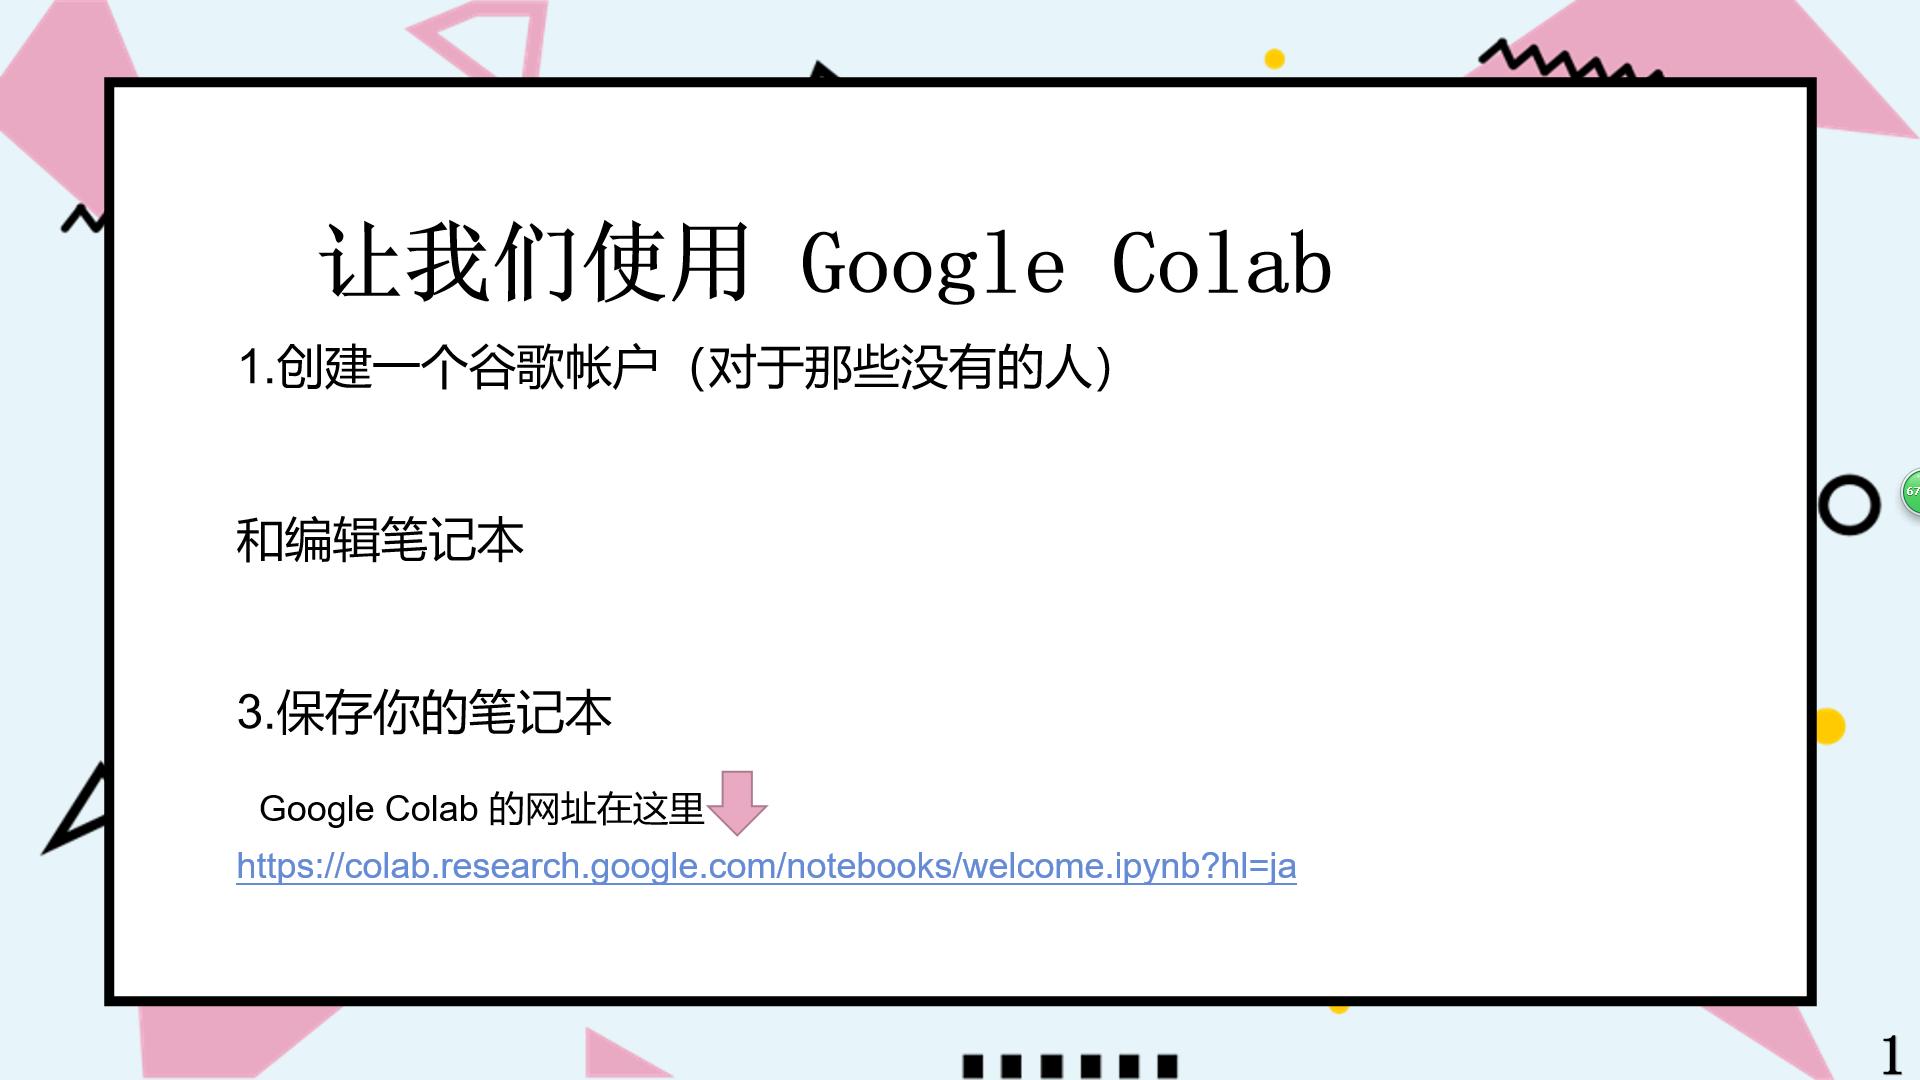 让我们使用 Google Colab
1.创建一个谷歌帐户（对于那些没有的人）
和编辑笔记本
3.保存你的笔记本
Google Colab 的网址在这里
https://colab.research.google.com/notebooks/welcome.ipynb?hl=ja
67
1